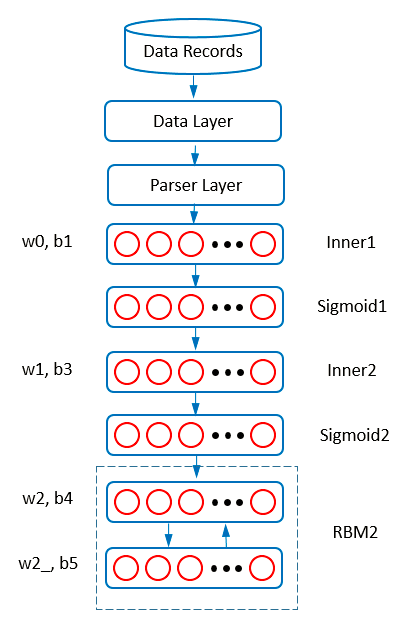 Data Records
Data Layer
Parser Layer
w0, b1
Inner1
Sigmoid1
w1, b3
Inner2
Sigmoid2
w2, b4
RBM2
w2_, b5